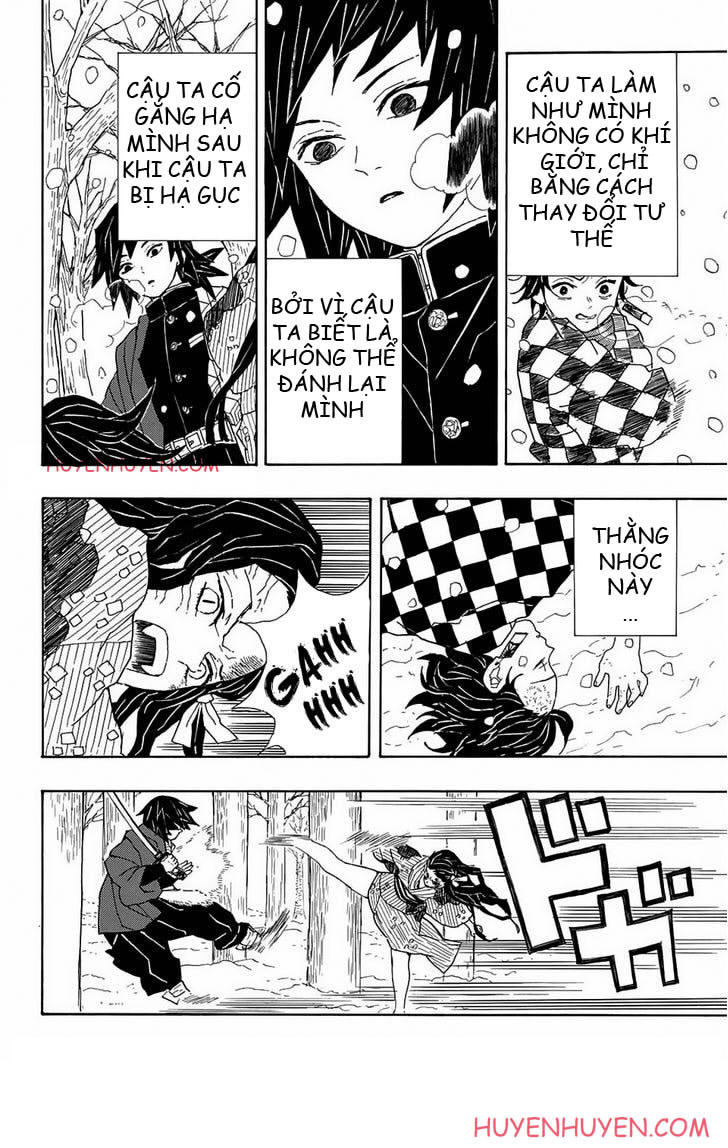 CẬU TA LÀM
NHƯ MÌNH
KHÔNG CÓ KHÍ
GIỚI, CHỈ
BẰNG CÁCH
THAY ĐỔI TƯ
THẾ
BỞI VÌ CÂU
TA BIẾT LÀ
KHÔNG THỂ
ĐÁNH LẠI
MÌNH
CẬU TA CỐ
GẮNG HẠ
MÌNH SAU
KHI CẬU TA
BỊ HẠ GỤC
HUYENHUYEN.COM
THẰNG
NHÓC
NÀY
...
GAHH
HHH
ドガ
HUYENHUYEN.COM